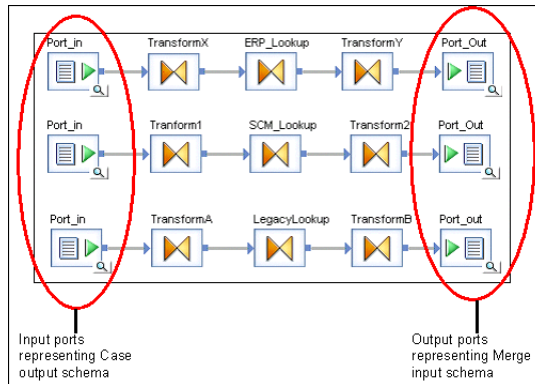 Port_in TransformX ERP_Lookup TransformY Port_Out
Port_in Tranform1 SCM_Lookup Transform2 Port_Out
Port_in TransformA LegacyLookup TransformB Port_out
Input ports
representing Case
output schema
Output ports
representing Merge
input schema